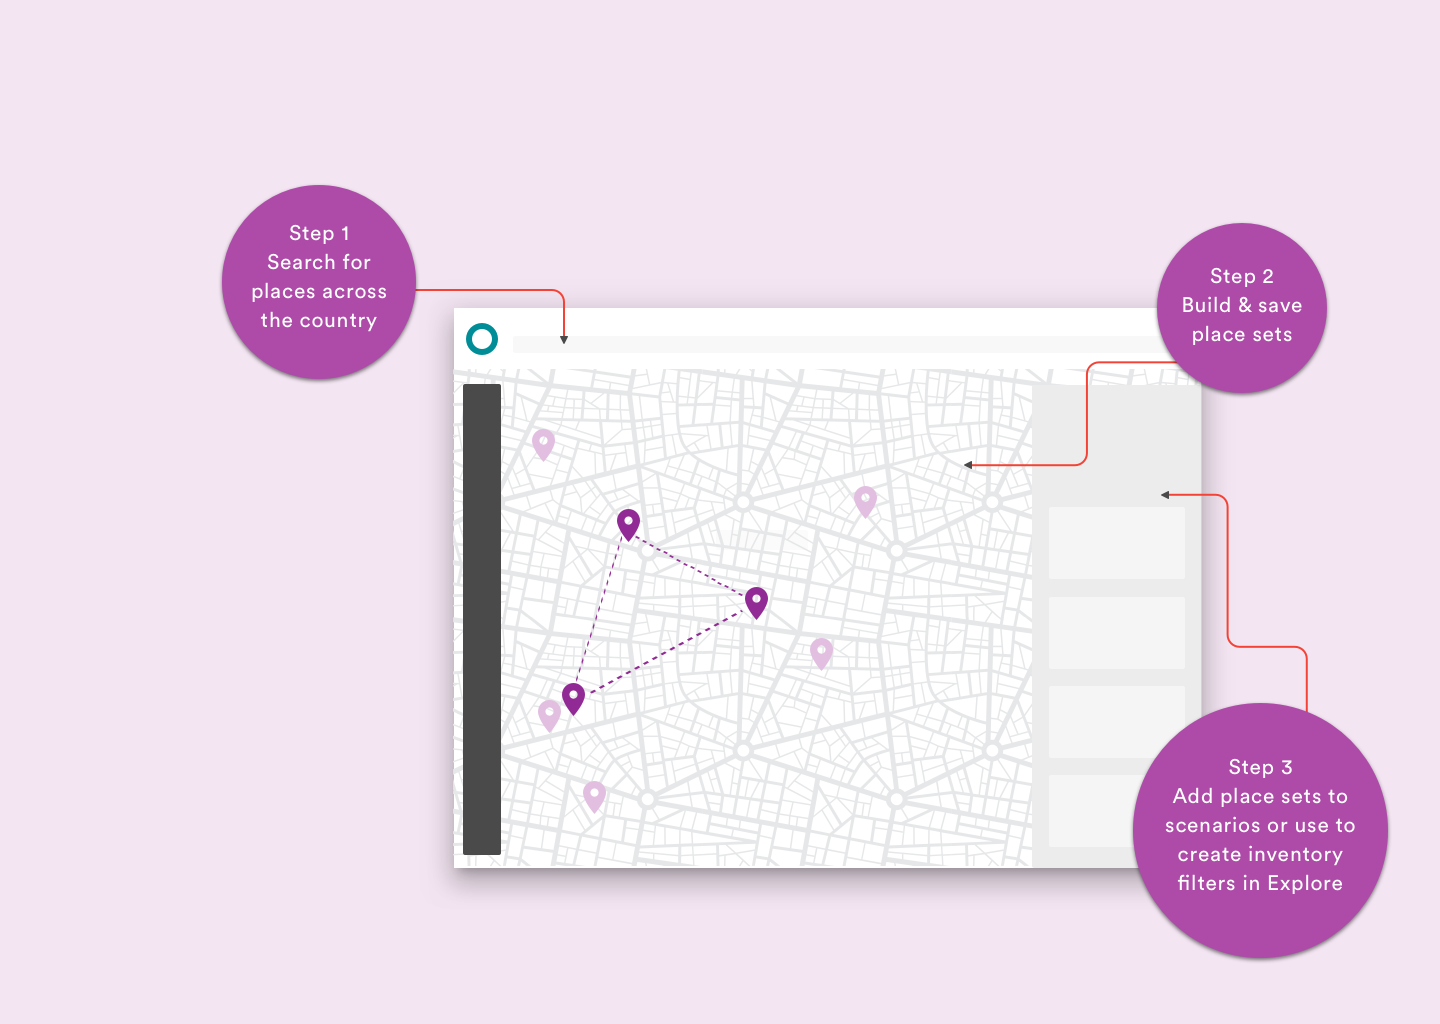 Step 1
Search for
places across
the country
Step 2
Build & save
place sets
Step 3
Add place sets to
scenarios or use to
create inventory
filters in Explore